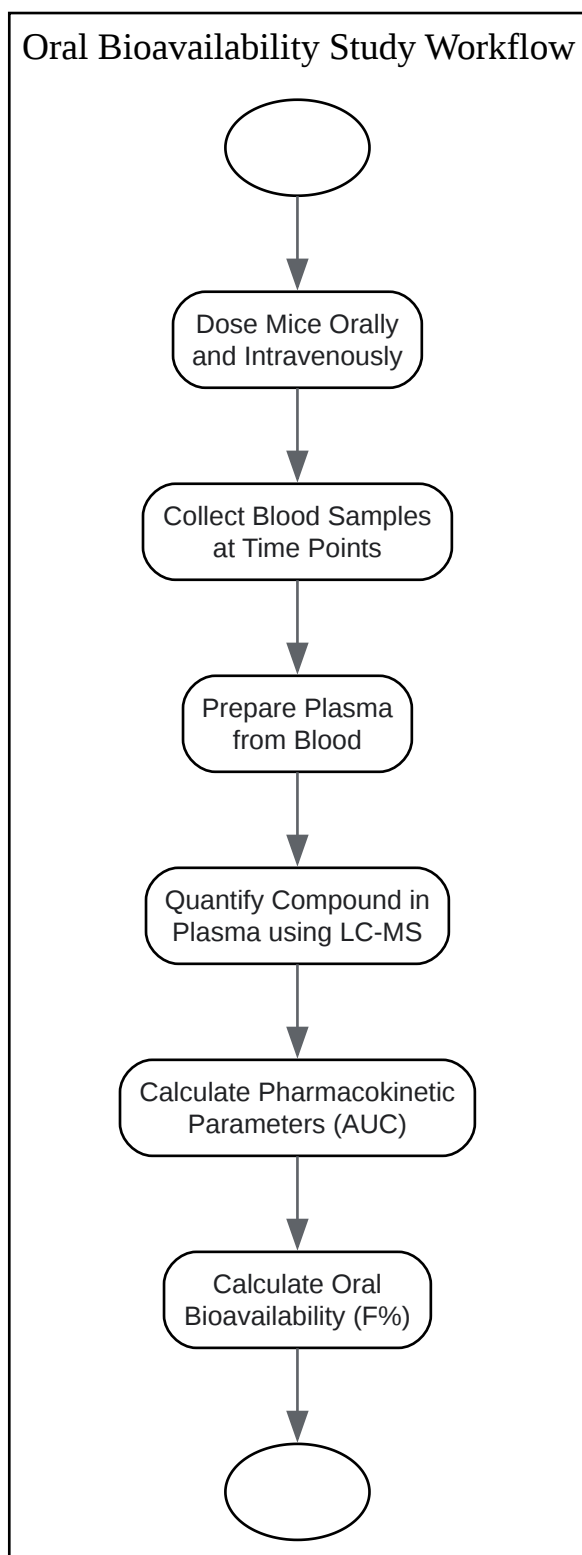 Oral Bioavailability Study Workflow
Dose Mice Orally
and Intravenously
Collect Blood Samples
at Time Points
Prepare Plasma
from Blood
Quantify Compound in
Plasma using LC-MS
Calculate Pharmacokinetic
Parameters (AUC)
Calculate Oral
Bioavailability (F%)